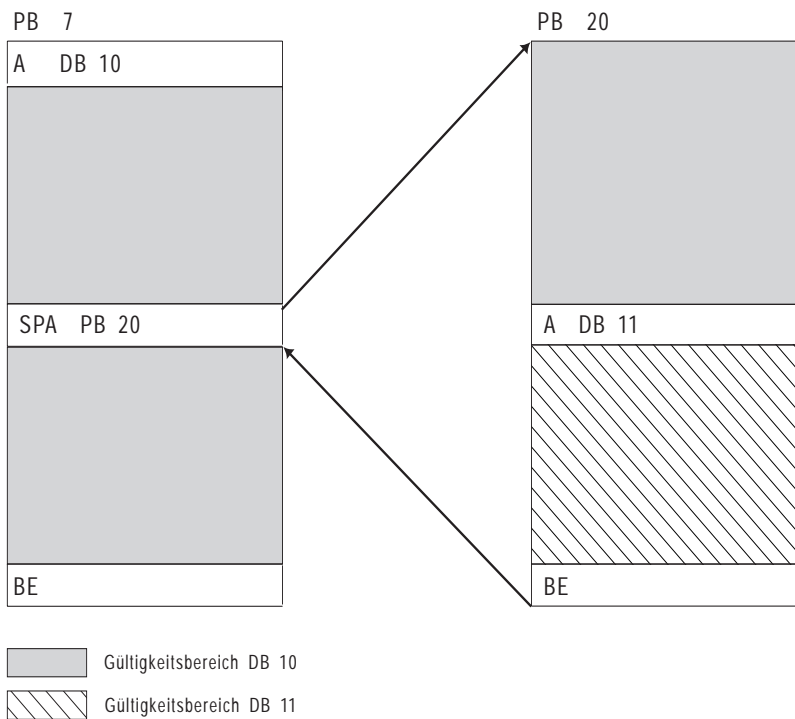 PB 7
A DB 10
SPA PB 20
BE
PB 20
A DB 11
BE
Gültigkeitsbereich DB 10
Gültigkeitsbereich DB 11